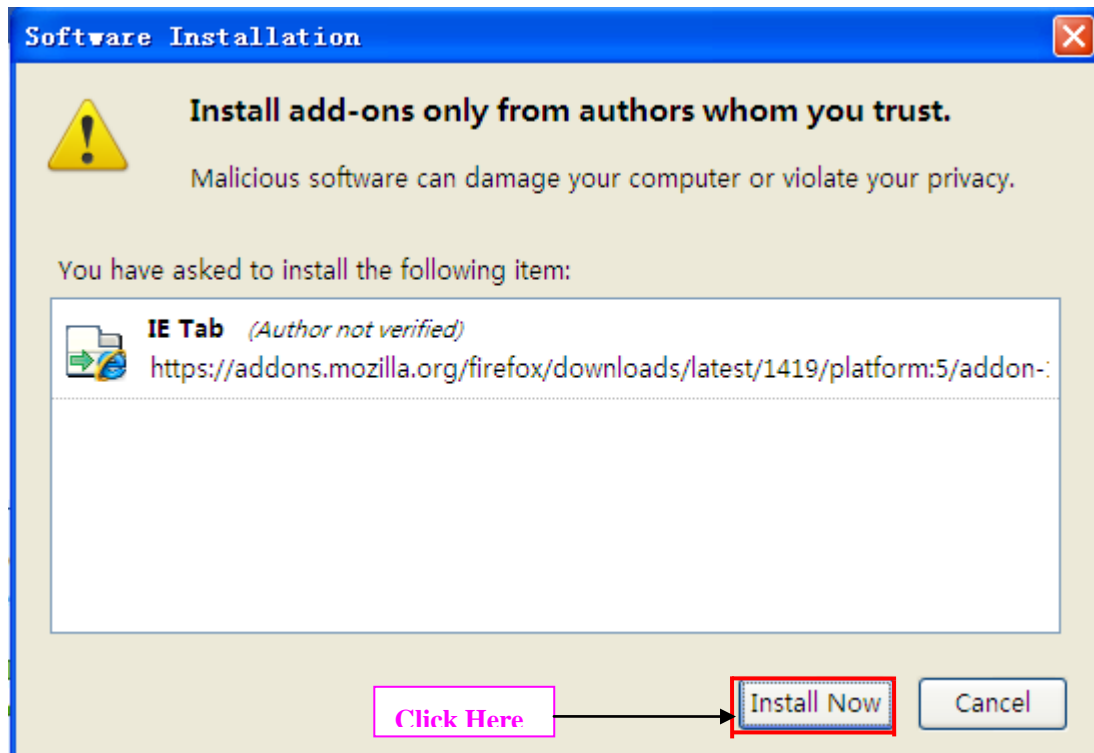 Software Installation
Install add-ons only from authors whom you trust.
Malicious software can damage your computer or violate your privacy.
You have asked to install the following item:
IE Tab (Author not verified)
https://addons.mozilla.org/firefox/downloads/latest/1419/platform:5/addon-
Click Here
Install Now
Cancel